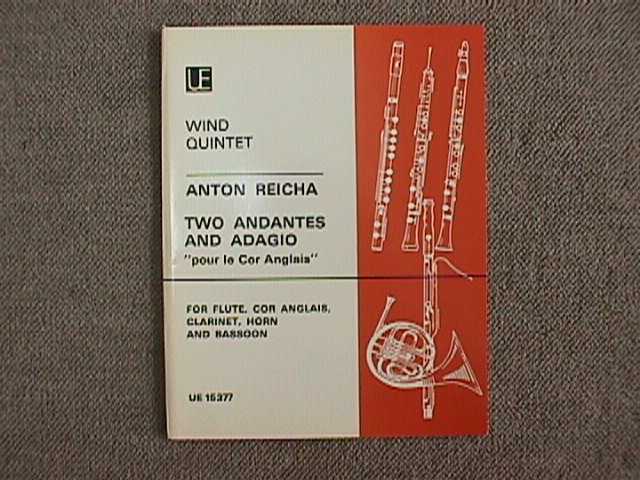 UE
WIND
QUINTET
ANTON REICHA
TWO ANDANTES
AND ADAGIO
"pour le Cor Anglais"
FOR FLUTE, COR ANGLAIS,
CLARINET, HORN
AND BASSOON
UE 15377